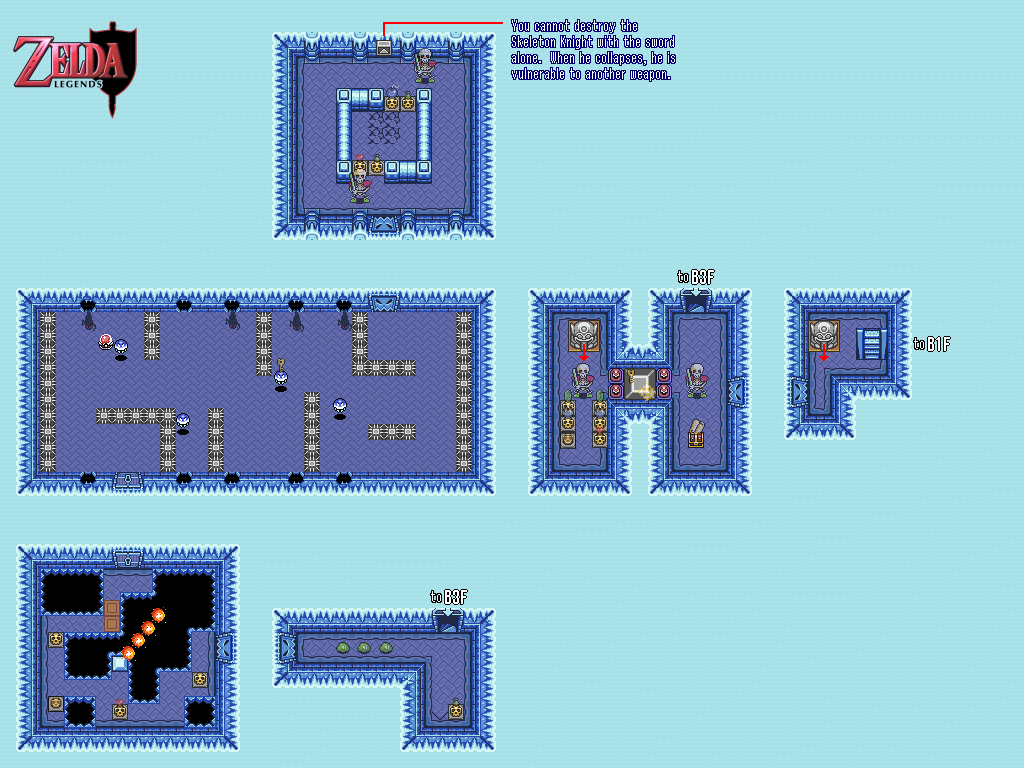 ZELDA
LEGENDS
You cannot destroy the
Skeleton Knight with the sword
alone. When he collapses, he is
vulnerable to another weapon.
to B3F
to B1F
to B3F